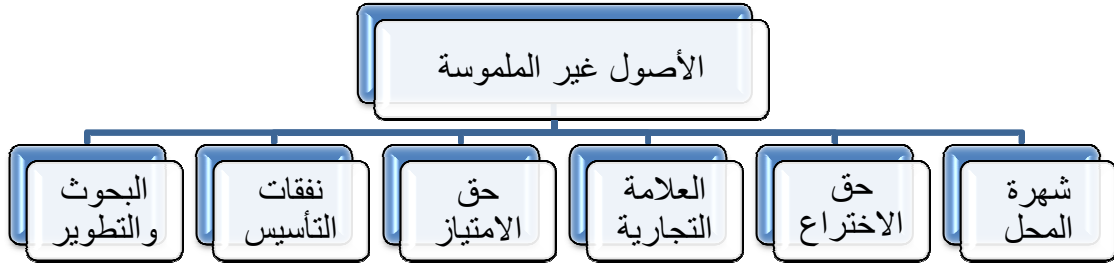 الأصول غير الملموسة
شهرة
المحل
حق
الاختراع
العلامة
التجارية
حق
الامتياز
نفقات
التأسيس
البحوث
والتطوير